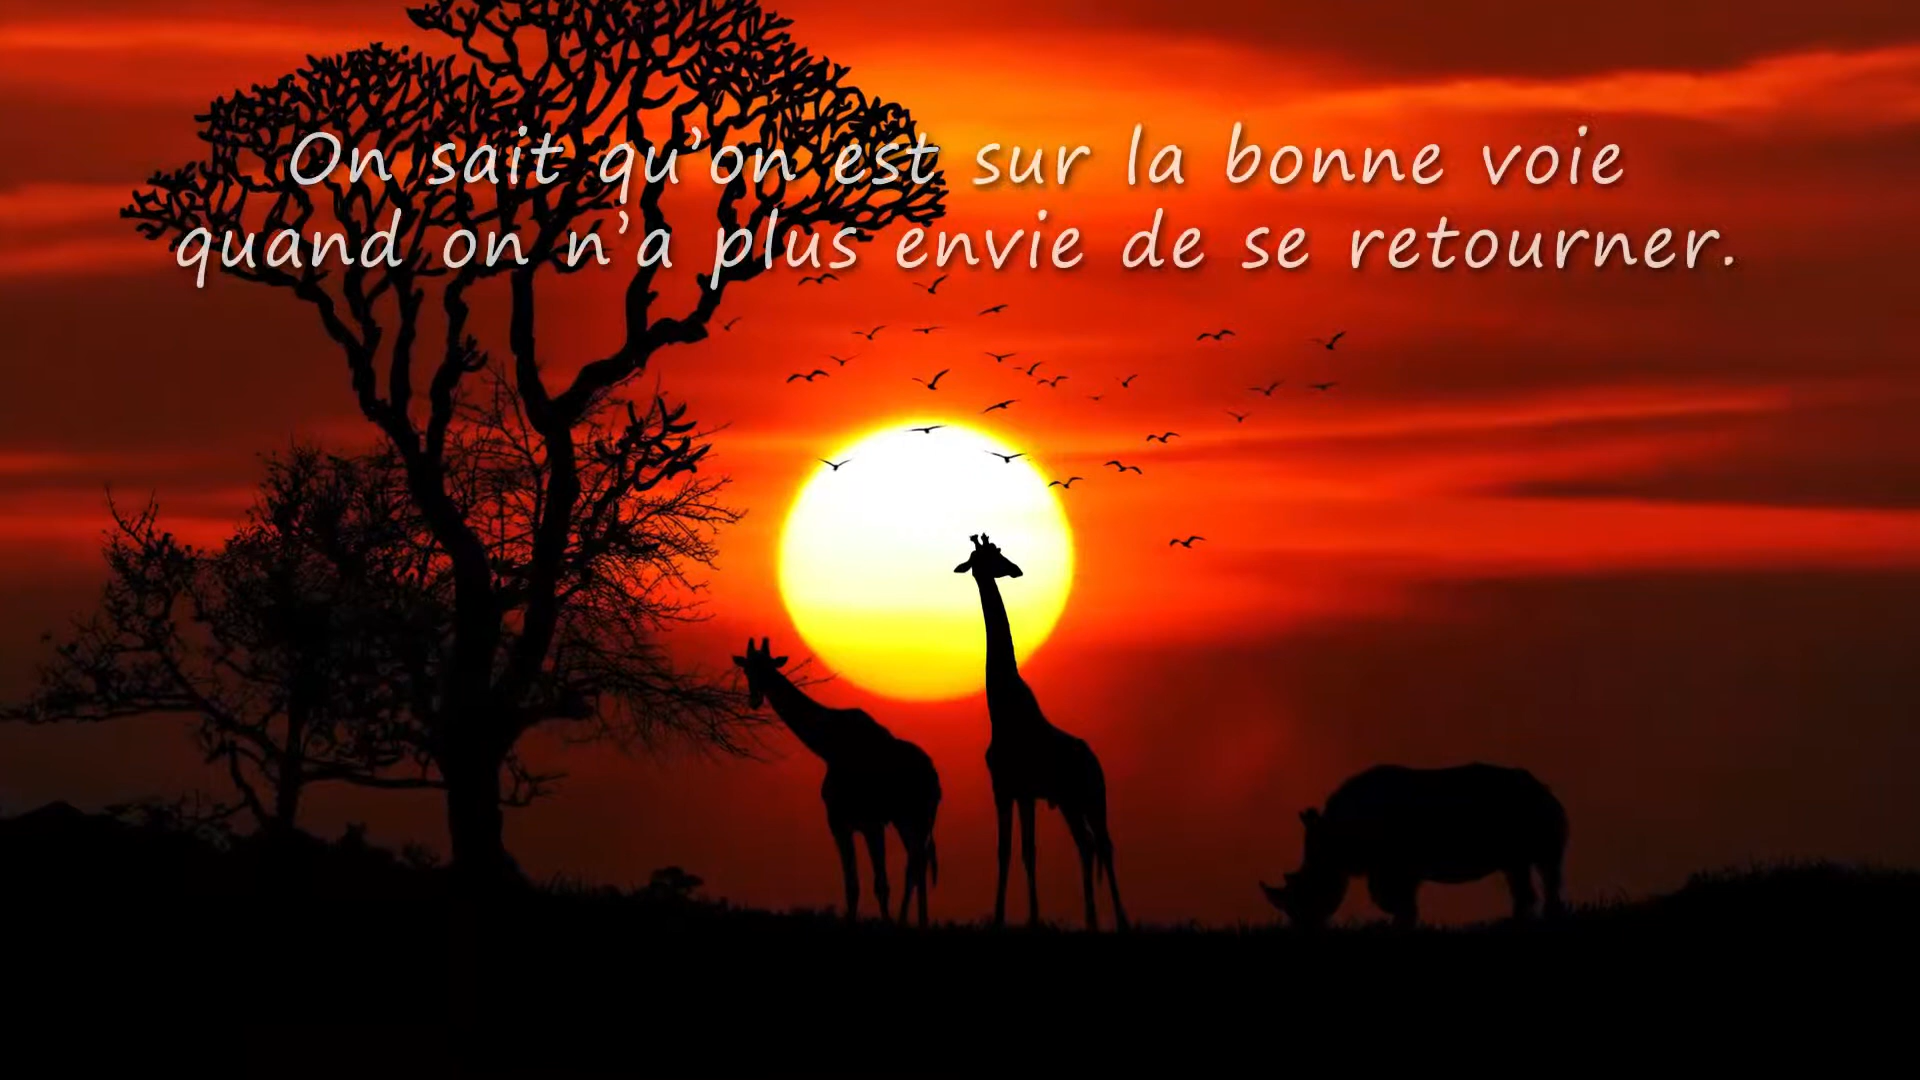 On sait qu’on est sur la bonne voie
quand on n’a plus envie de se retourner.